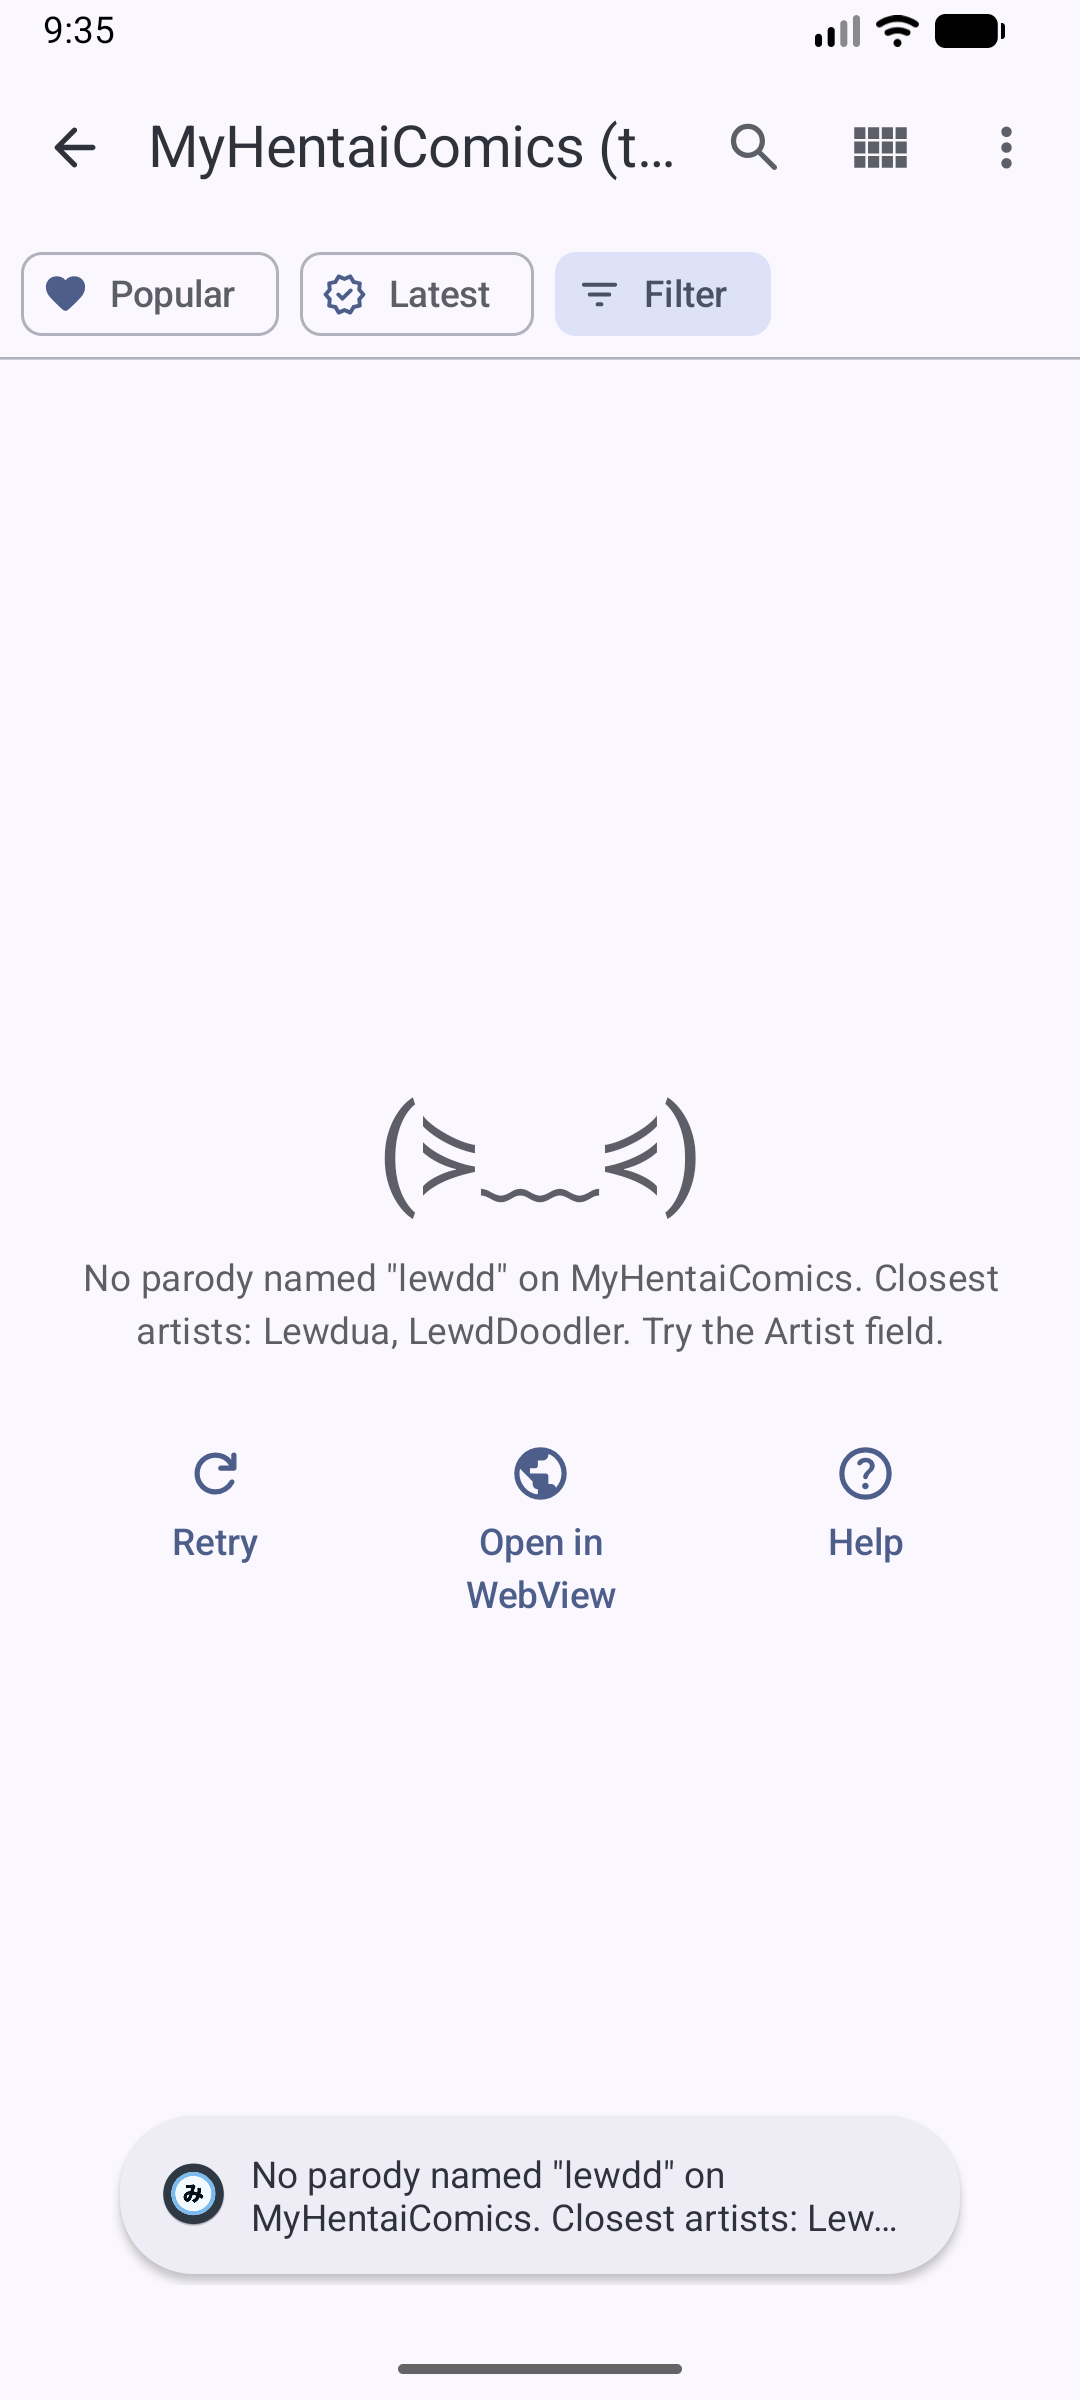 9:35
MyHentaiComics (t...
Popular
Latest
Filter
No parody named "lewdd" on MyHentaiComics. Closest
artists: Lewdua, LewdDoodler. Try the Artist field.
Retry
Open in
WebView
Help
み
No parody named "lewdd" on
MyHentaiComics. Closest artists: Lew...